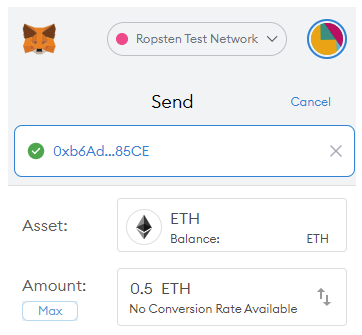 Ropsten Test Network
Send
Cancel
0xb6Ad...85CE
Asset:
ETH
Balance: ETH
Amount:
Max
0.5 ETH
No Conversion Rate Available